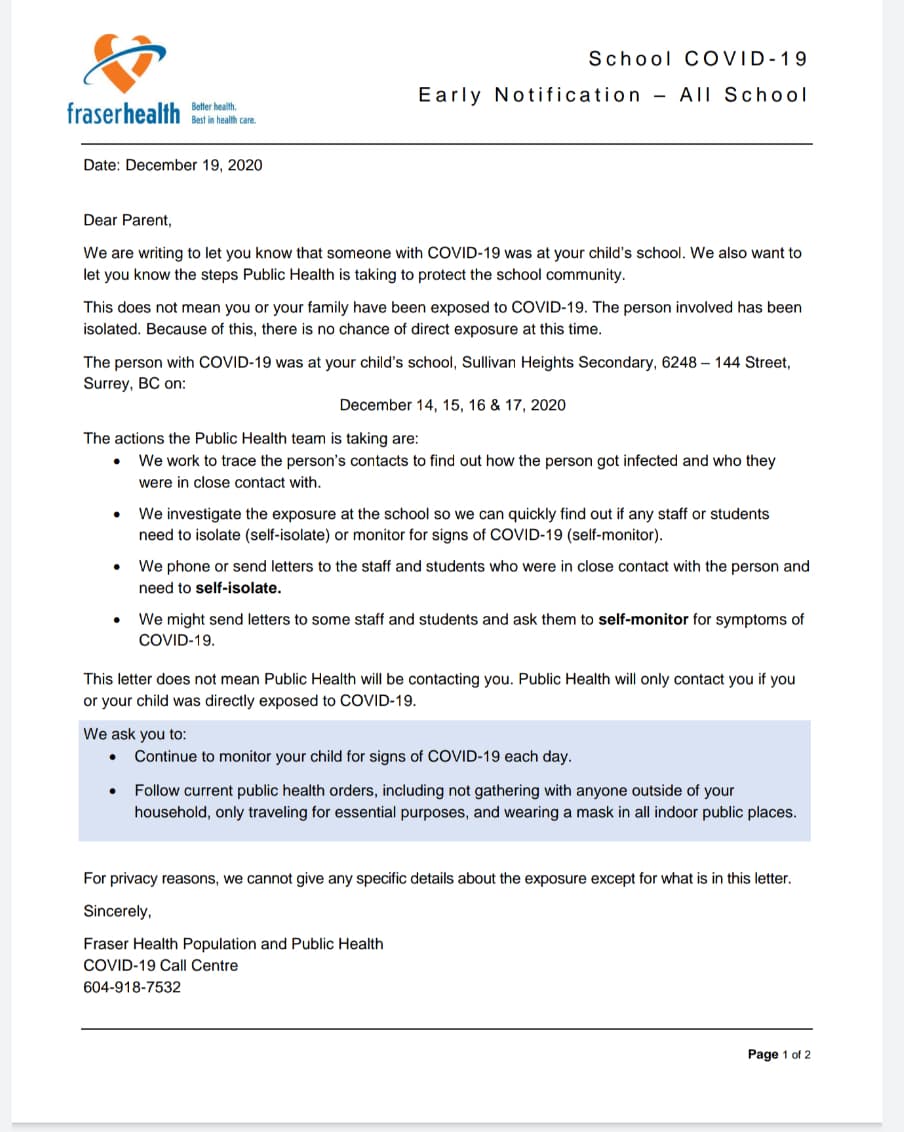 School COVID-19
Early Notification – All School
fraserhealth
Better health.
Best in health care.
Date: December 19, 2020
Dear Parent,
We are writing to let you know that someone with COVID-19 was at your child's school. We also want to
let you know the steps Public Health is taking to protect the school community.
This does not mean you or your family have been exposed to COVID-19. The person involved has been
isolated. Because of this, there is no chance of direct exposure at this time.
The person with COVID-19 was at your child's school, Sullivan Heights Secondary, 6248 – 144 Street,
Surrey, BC on:
December 14, 15, 16 & 17, 2020
The actions the Public Health team is taking are:
• We work to trace the person's contacts to find out how the person got infected and who they
were in close contact with.
• We investigate the exposure at the school so we can quickly find out if any staff or students
need to isolate (self-isolate) or monitor for signs of COVID-19 (self-monitor).
• We phone or send letters to the staff and students who were in close contact with the person and
need to self-isolate.
• We might send letters to some staff and students and ask them to self-monitor for symptoms of
COVID-19.
This letter does not mean Public Health will be contacting you. Public Health will only contact you if you
or your child was directly exposed to COVID-19.
We ask you to:
• Continue to monitor your child for signs of COVID-19 each day.
• Follow current public health orders, including not gathering with anyone outside of your
household, only traveling for essential purposes, and wearing a mask in all indoor public places.
For privacy reasons, we cannot give any specific details about the exposure except for what is in this letter.
Sincerely,
Fraser Health Population and Public Health
COVID-19 Call Centre
604-918-7532
Page 1 of 2